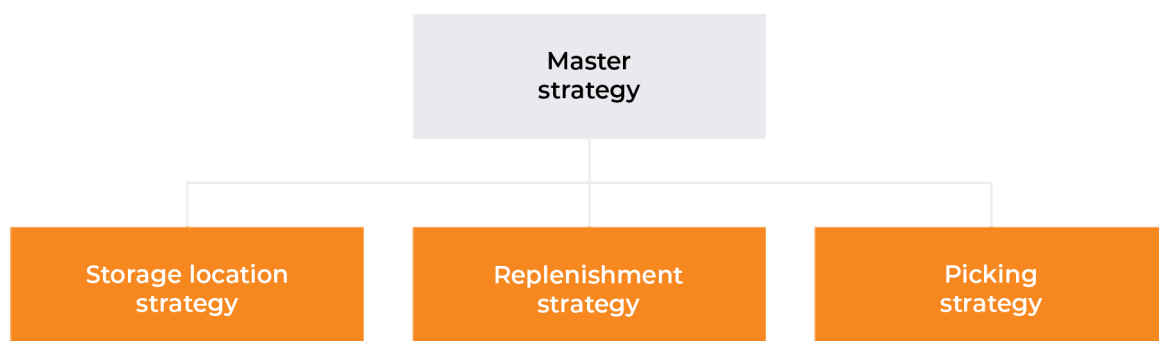 Master
strategy
Storage location
strategy
Replenishment
strategy
Picking
strategy